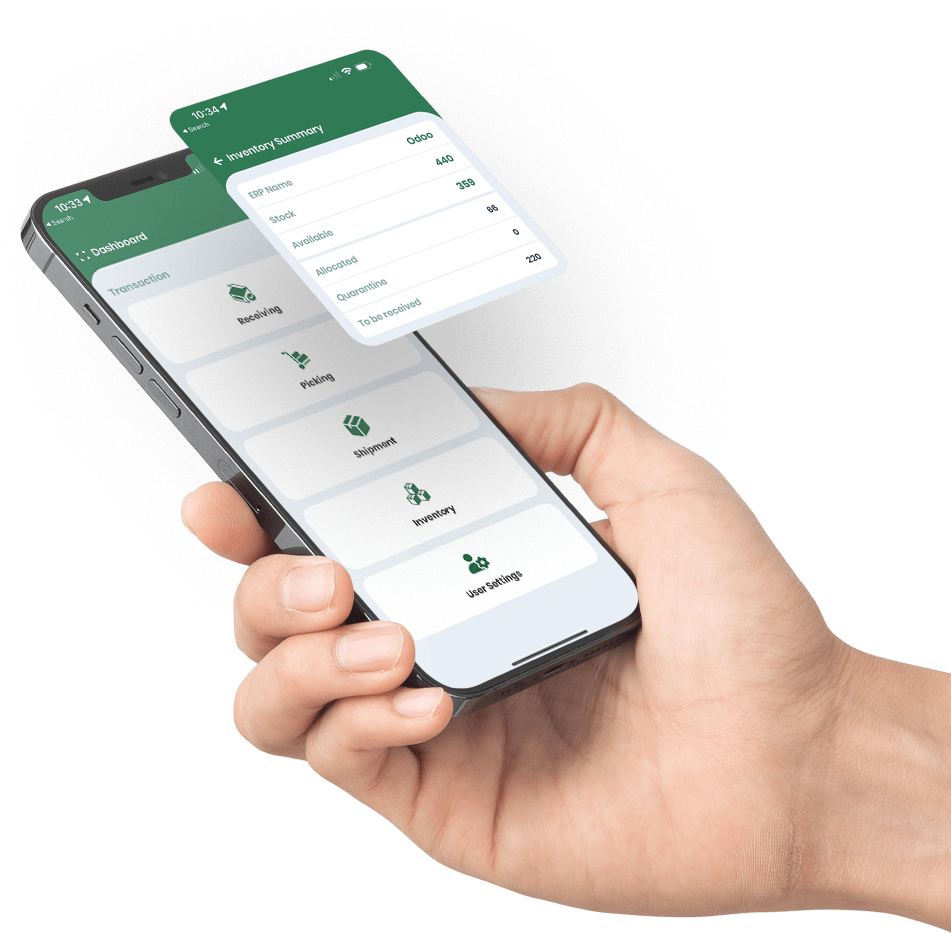 10:34
Search
Inventory Summary
ERP Name Odoo
Stock 440
Available 359
Allocated
Quarantine 0
To be received 220
10:33
Search
Dashboard
Transaction
Receiving
Picking
Shipment
Inventory
User Settings